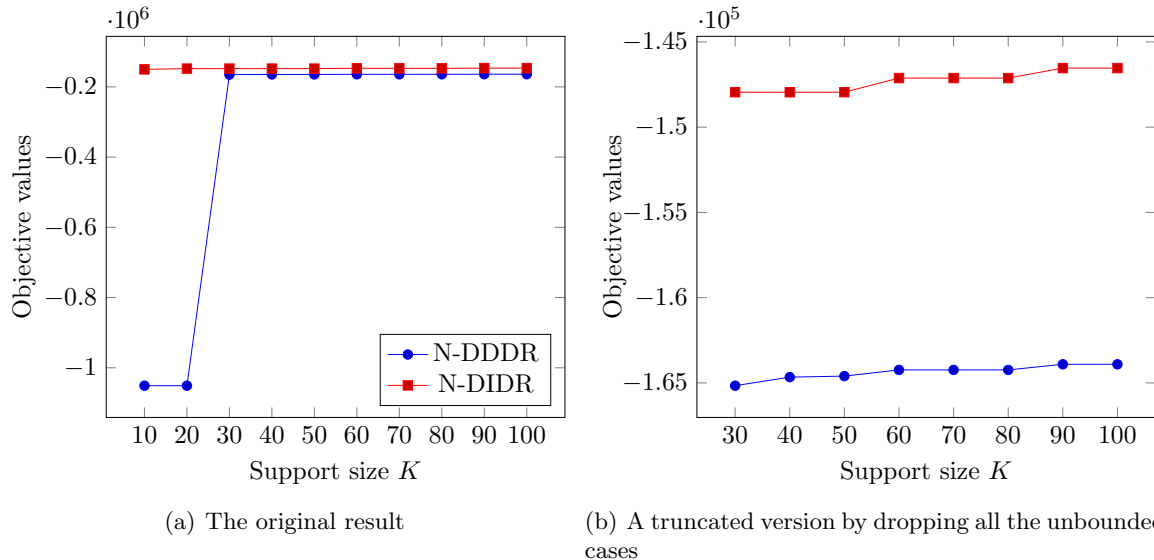 ·10^6
Objective values
−0.2
−0.4
−0.6
−0.8
−1
10 20 30 40 50 60 70 80 90 100
Support size K
N-DDDR
N-DIDR
(a) The original result
·10^5
Objective values
−1.45
−1.5
−1.55
−1.6
−1.65
30 40 50 60 70 80 90 100
Support size K
(b) A truncated version by dropping all the unbounded
cases